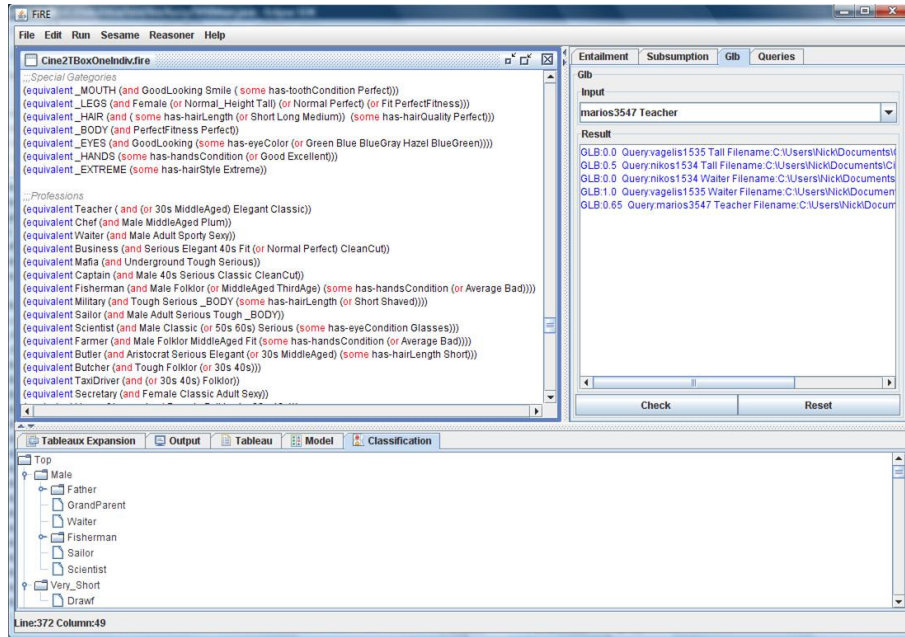 FiRE
File Edit Run Sesame Reasoner Help
Cine2TBoxOneIndiv.fire
;;;Special Gategories
(equivalent _MOUTH (and GoodLooking Smile ( some has-toothCondition Perfect)))
(equivalent _LEGS (and Female (or Normal_Height Tall) (or Normal Perfect) (or Fit PerfectFitness)))
(equivalent _HAIR (and ( some has-hairLength (or Short Long Medium)) (some has-hairQuality Perfect)))
(equivalent _BODY (and PerfectFitness Perfect))
(equivalent _EYES (and GoodLooking (some has-eyeColor (or Green Blue BlueGray Hazel BlueGreen))))
(equivalent _HANDS (some has-handsCondition (or Good Excellent)))
(equivalent _EXTREME (some has-hairStyle Extreme))
;;;Professions
(equivalent Teacher ( and (or 30s MiddleAged) Elegant Classic))
(equivalent Chef (and Male MiddleAged Plum))
(equivalent Waiter (and Male Adult Sporty Sexy))
(equivalent Business (and Serious Elegant 40s Fit (or Normal Perfect) CleanCut))
(equivalent Mafia (and Underground Tough Serious))
(equivalent Captain (and Male 40s Serious Classic CleanCut))
(equivalent Fisherman (and Male Folklor (or MiddleAged ThirdAge) (some has-handsCondition (or Average Bad))))
(equivalent Military (and Tough Serious _BODY (some has-hairLength (or Short Shaved))))
(equivalent Sailor (and Male Adult Serious Tough _BODY))
(equivalent Scientist (and Male Classic (or 50s 60s) Serious (some has-eyeCondition Glasses)))
(equivalent Farmer (and Male Folklor MiddleAged Fit (some has-handsCondition (or Average Bad))))
(equivalent Butler (and Aristocrat Serious Elegant (or 30s MiddleAged) (some has-hairLength Short)))
(equivalent Butcher (and Tough Folklor (or 30s 40s)))
(equivalent TaxiDriver (and (or 30s 40s) Folklor))
(equivalent Secretary (and Female Classic Adult Sexy))
Entailment Subsumption Glb Queries
Glb
Input
marios3547 Teacher
Result
GLB:0.0 Query:vagelis1535 Tall Filename:C:\Users\Nick\Documents\
GLB:0.5 Query:nikos1534 Tall Filename:C:\Users\Nick\Documents\Ci
GLB:0.0 Query:nikos1534 Waiter Filename:C:\Users\Nick\Documents
GLB:1.0 Query:vagelis1535 Waiter Filename:C:\Users\Nick\Documen
GLB:0.65 Query:marios3547 Teacher Filename:C:\Users\Nick\Docum
Check Reset
Tableaux Expansion Output Tableau Model Classification
Top
Male
Father
GrandParent
Waiter
Fisherman
Sailor
Scientist
Very_Short
Drawf
Line:372 Column:49